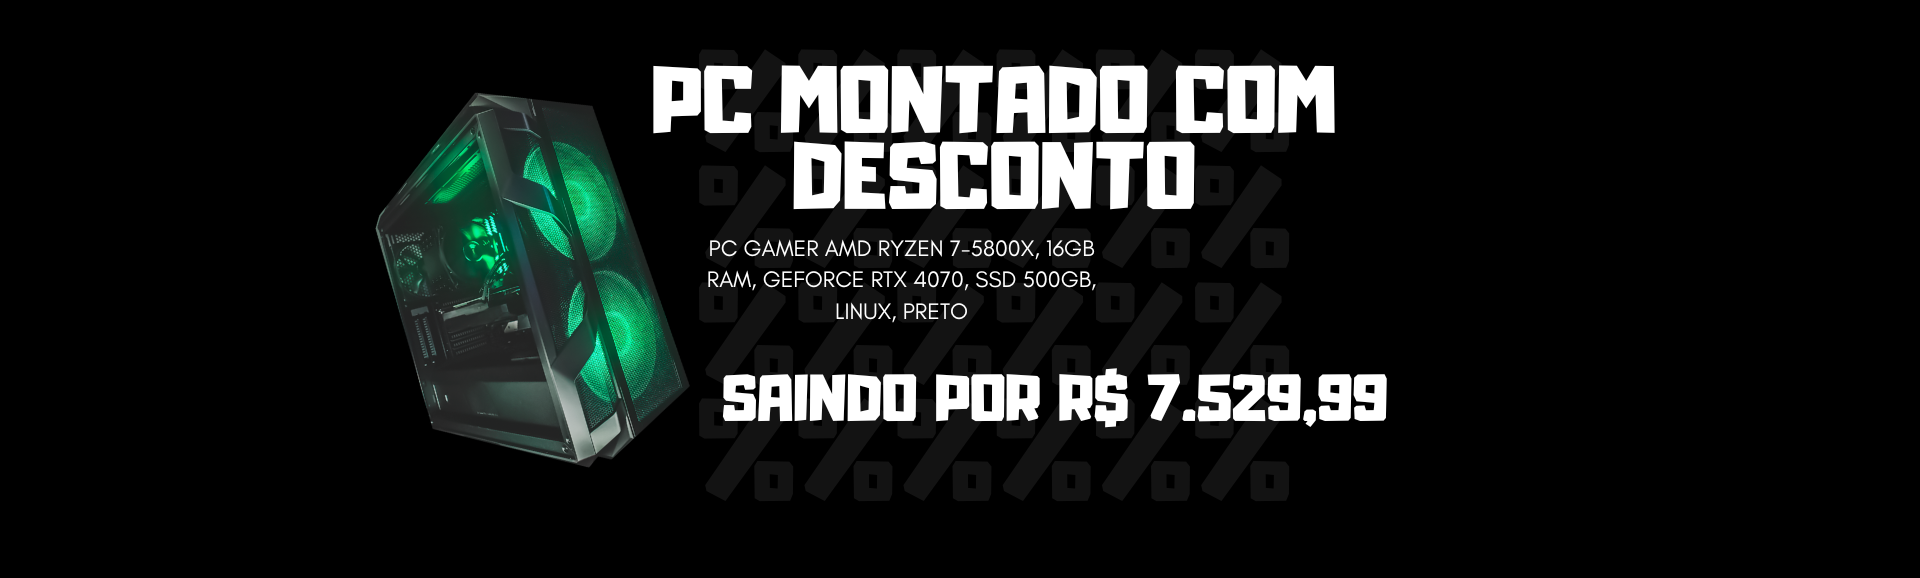 PC MONTADO COM
DESCONTO
PC GAMER AMD RYZEN 7-5800X, 16GB
RAM, GEFORCE RTX 4070, SSD 500GB,
LINUX, PRETO
SAINDO POR R$ 7.529,99